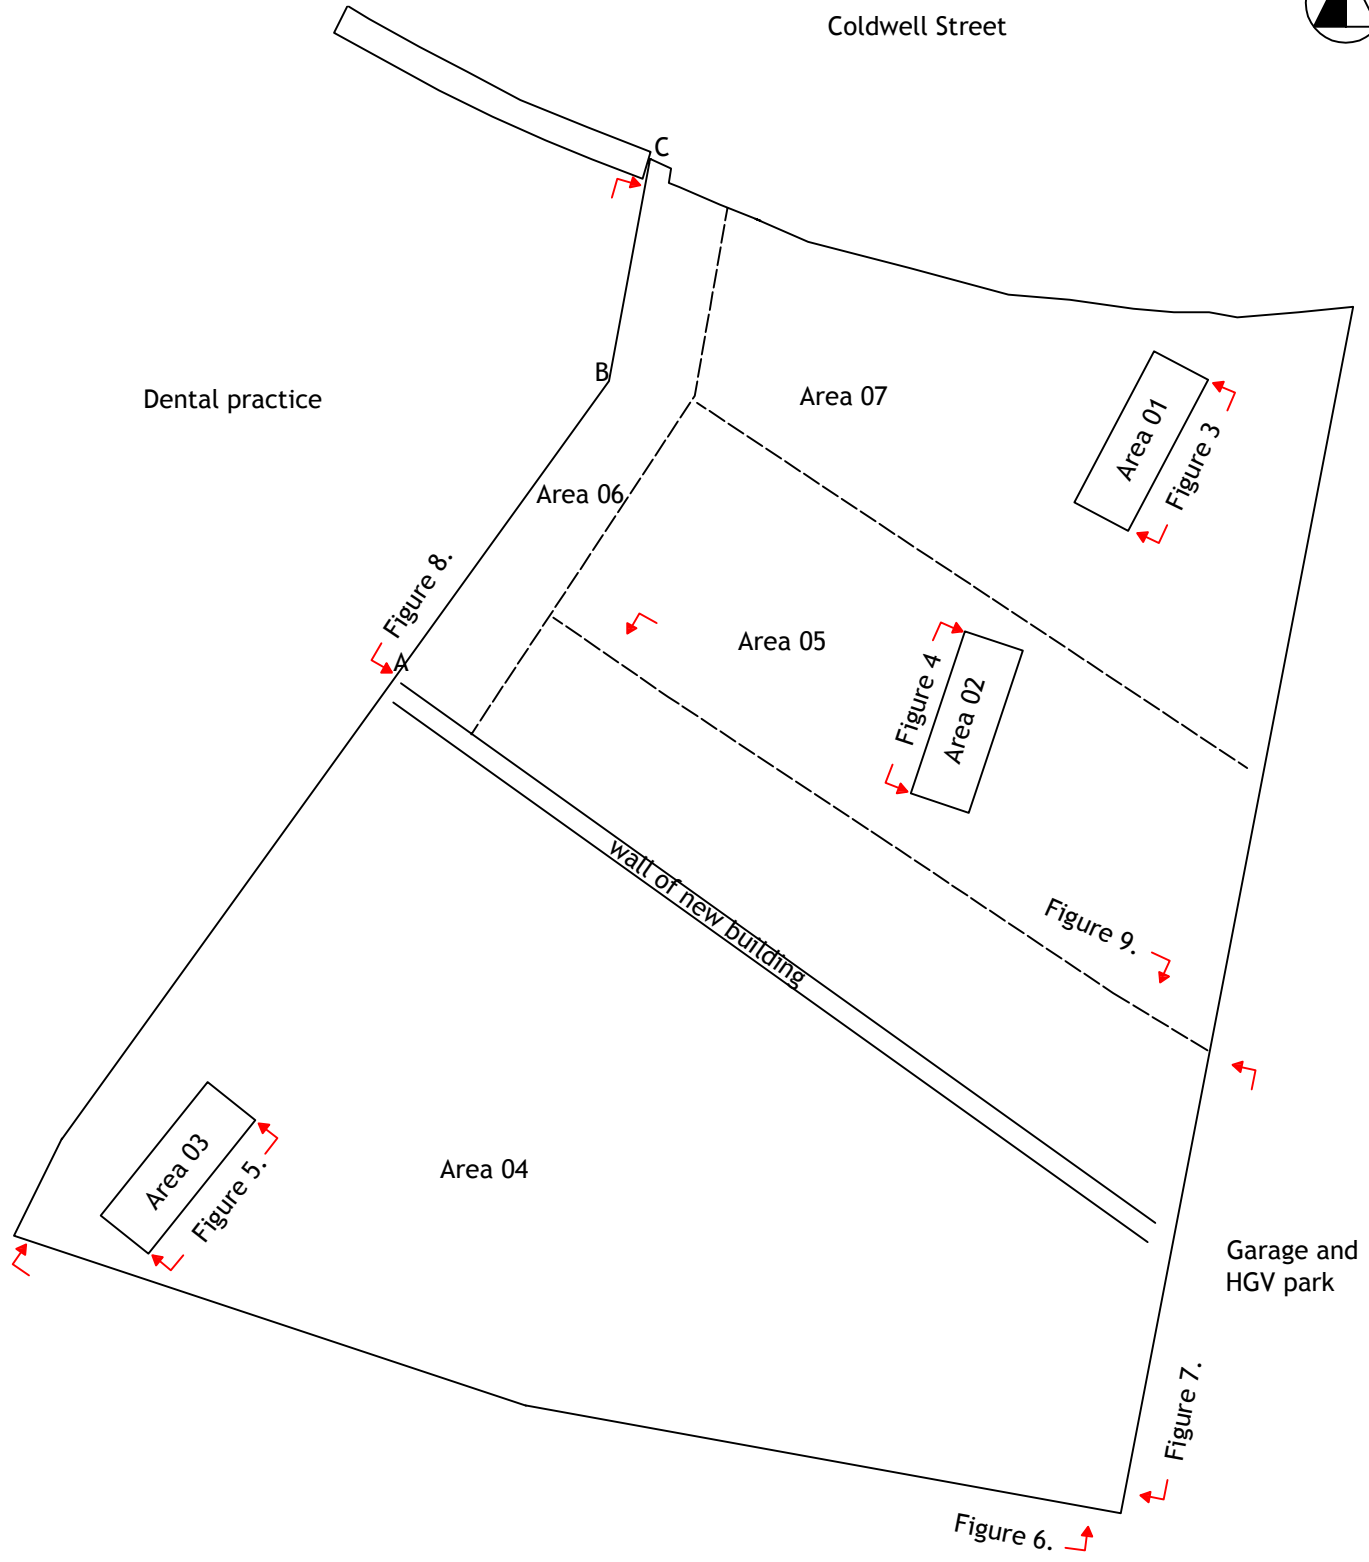 Coldwell Street
C
B
Dental practice
Area 07
Area 01
Figure 3
Area 06
Figure 8.
A
Area 05
Figure 4
Area 02
wall of new building
Figure 9.
Area 03
Figure 5.
Area 04
Garage and
HGV park
Figure 7.
Figure 6.